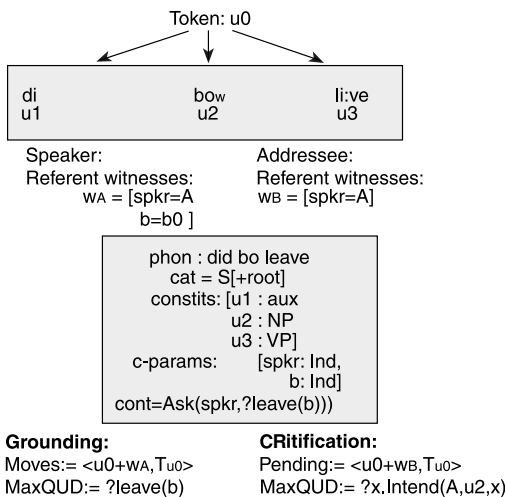 Token: u0
di bow li:ve
u1 u2 u3
Speaker: Addressee:
Referent witnesses: Referent witnesses:
wA = [spkr=A wB = [spkr=A]
b=b0 ]
phon : did bo leave
cat = S[+root]
constits: [u1 : aux
u2 : NP
u3 : VP]
c-params: [spkr: Ind,
b: Ind]
cont=Ask(spkr,?leave(b)))
Grounding: CRitification:
Moves:= <u0+wA,Tu0> Pending:= <u0+wB,Tu0>
MaxQUD:= ?leave(b) MaxQUD:= ?x.Intend(A,u2,x)